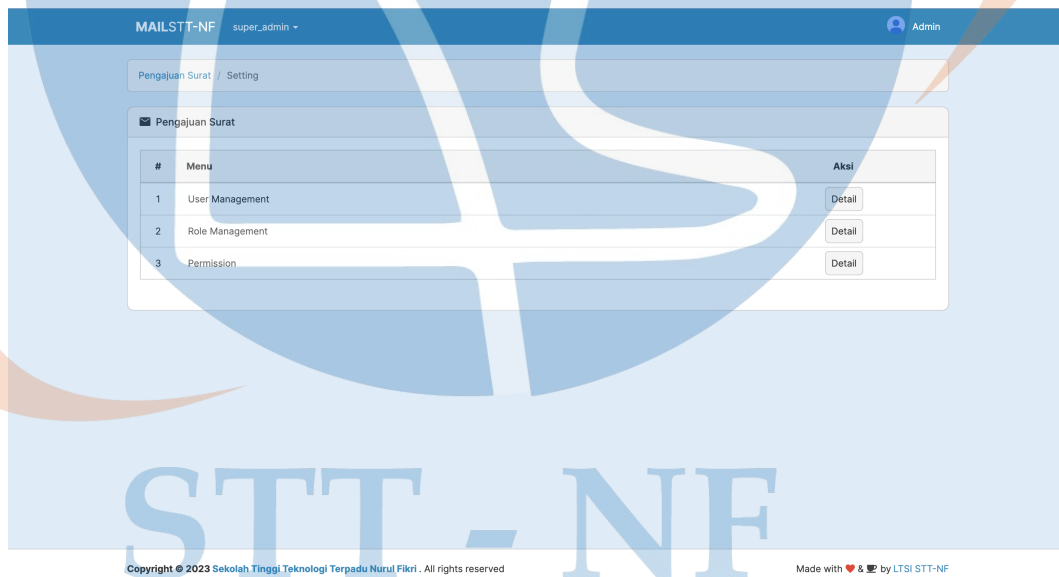 MAILSTT-NF super_admin Admin
Pengajuan Surat / Setting
Pengajuan Surat
# Menu Aksi
1 User Management Detail
2 Role Management Detail
3 Permission Detail
STT - NF
Copyright © 2023 Sekolah Tinggi Teknologi Terpadu Nurul Fikri . All rights reserved Made with ❤ & ☕ by LTSI STT-NF